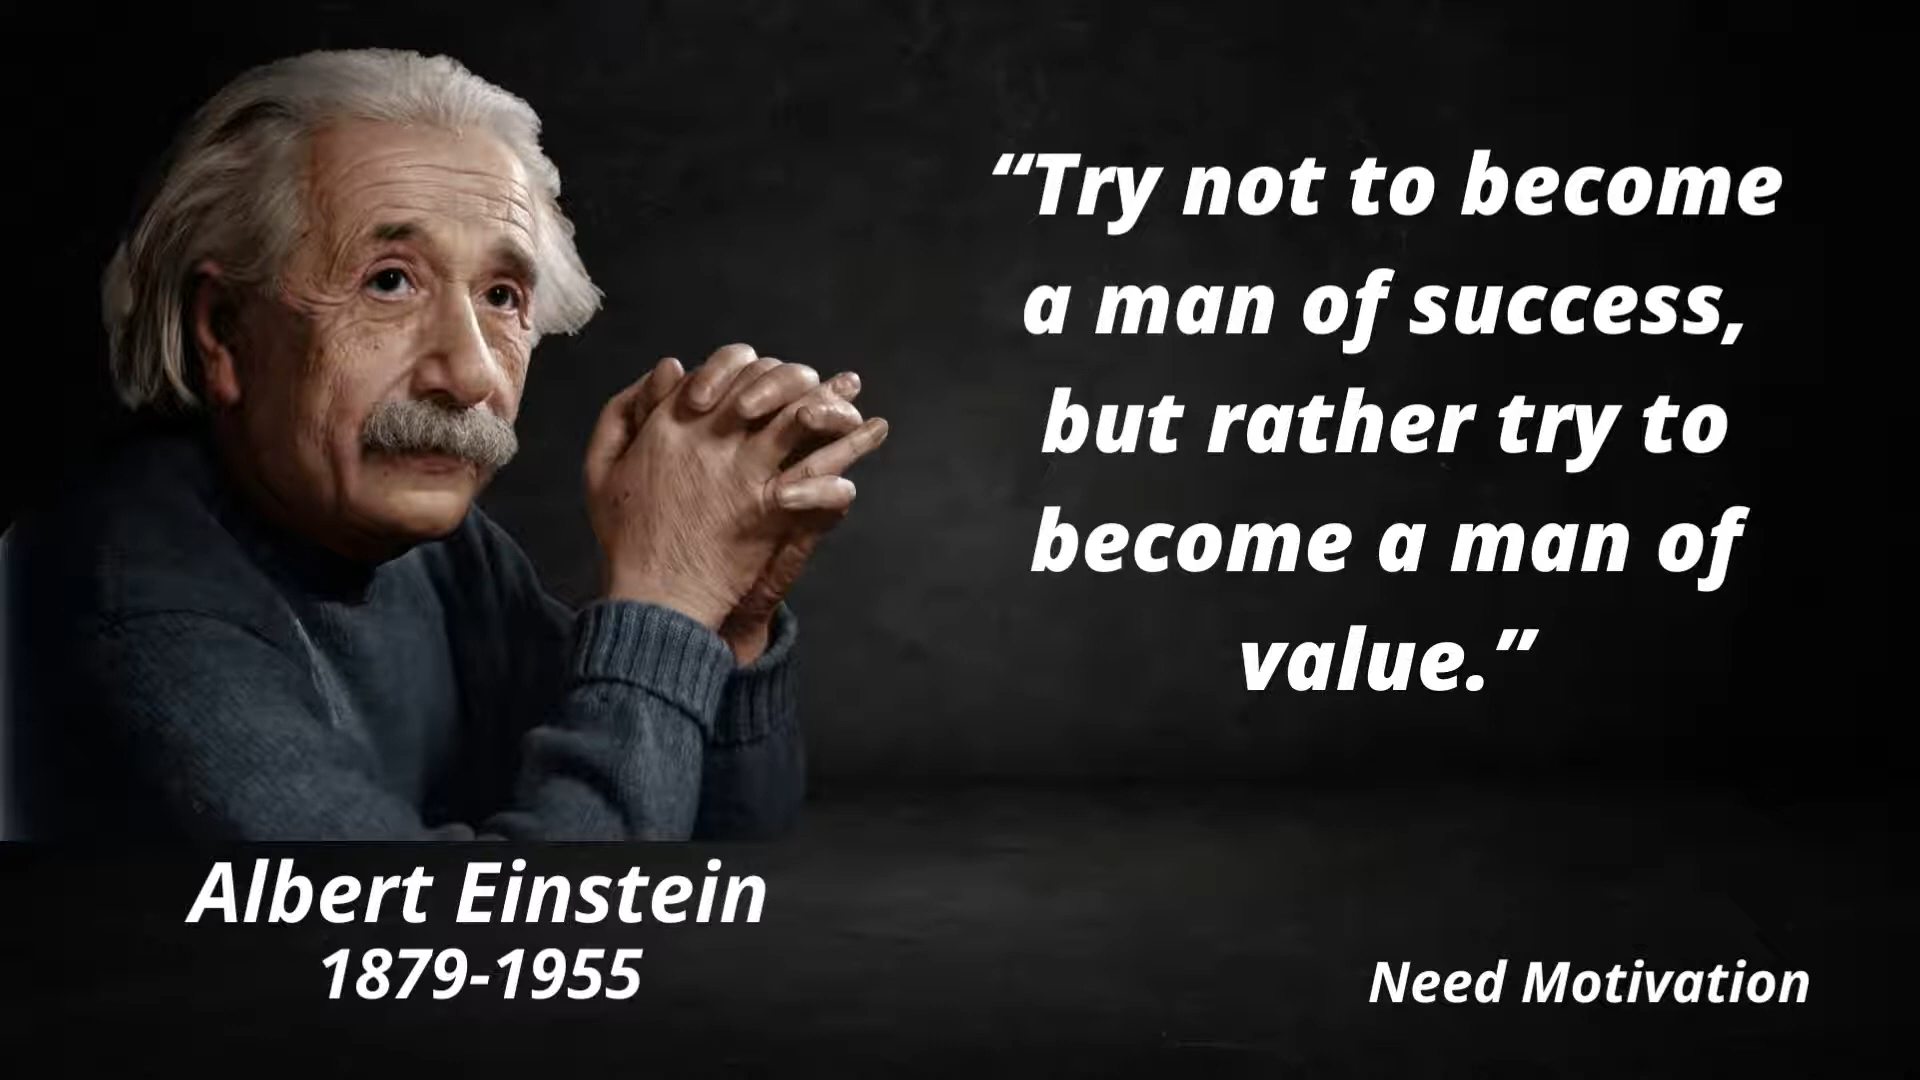 “Try not to become
a man of success,
but rather try to
become a man of
value.”
Albert Einstein
1879-1955
Need Motivation